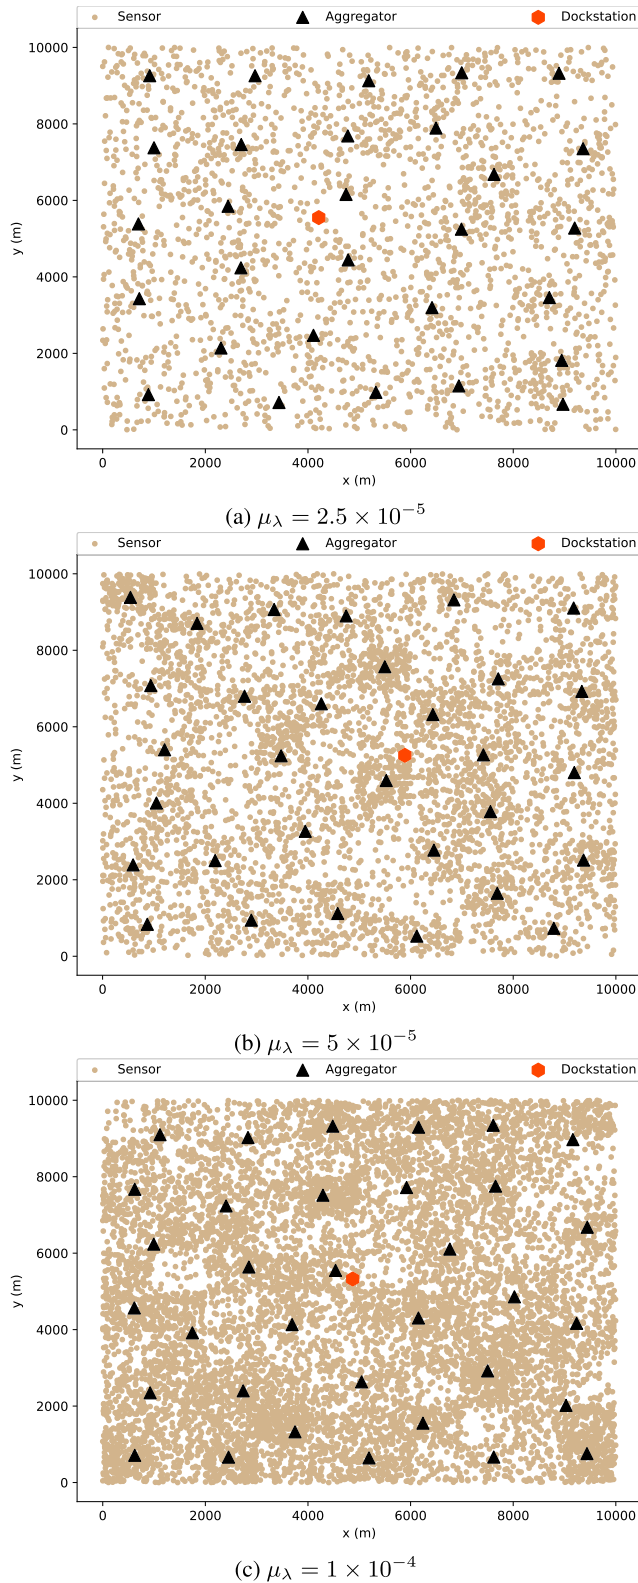 Sensor Aggregator Dockstation
10000
8000
6000
4000
2000
0
y (m)
0 2000 4000 6000 8000 10000
x (m)
(a) μλ = 2.5 × 10⁻⁵
Sensor Aggregator Dockstation
10000
8000
6000
4000
2000
0
y (m)
0 2000 4000 6000 8000 10000
x (m)
(b) μλ = 5 × 10⁻⁵
Sensor Aggregator Dockstation
10000
8000
6000
4000
2000
0
y (m)
0 2000 4000 6000 8000 10000
x (m)
(c) μλ = 1 × 10⁻⁴